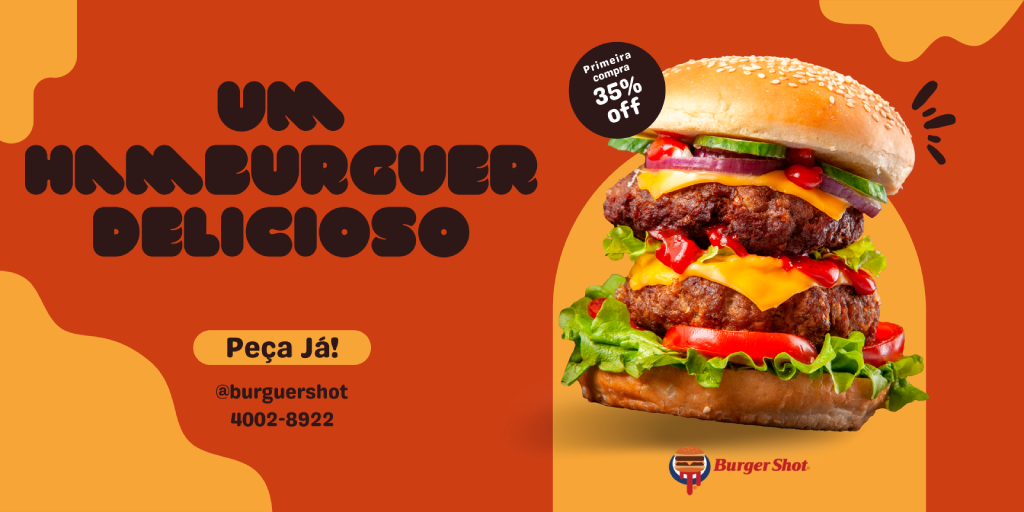 UM
HAMBURGUER
DELICIOSO
Primeira
compra
35%
off
Peça Já!
@burguershot
4002-8922
Burger Shot